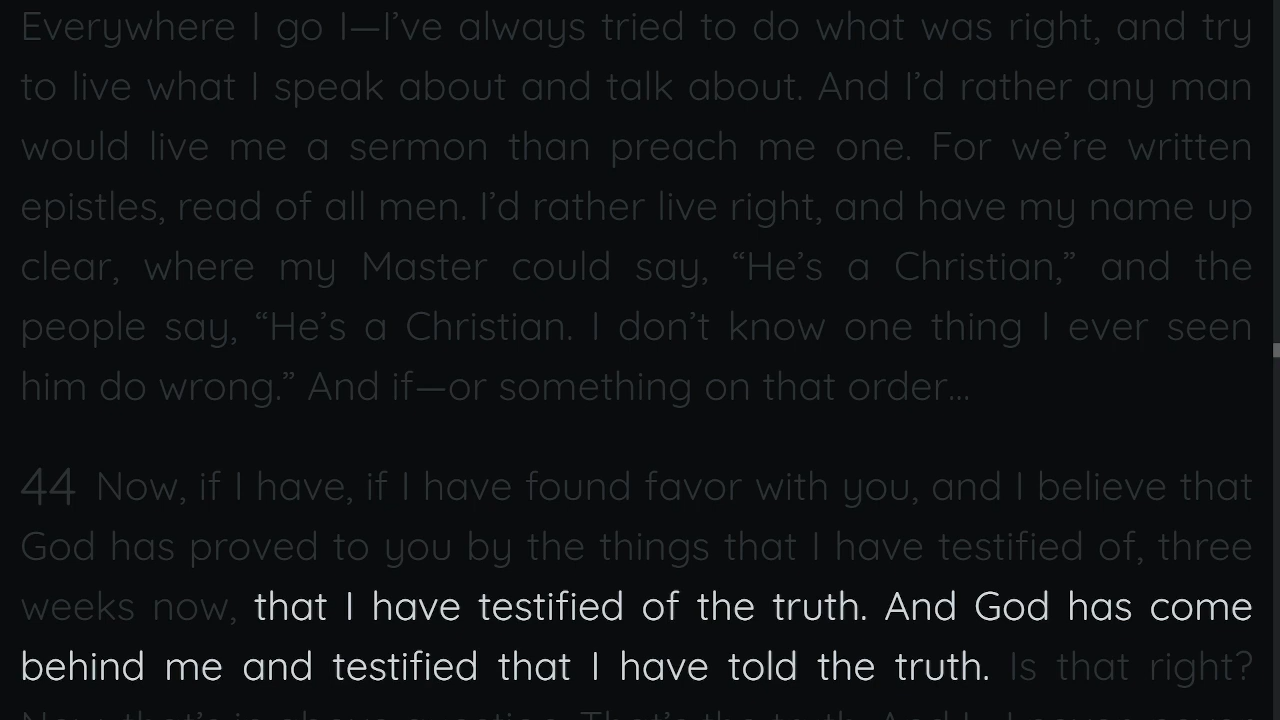 Everywhere I go I—I’ve always tried to do what was right, and try
to live what I speak about and talk about. And I’d rather any man
would live me a sermon than preach me one. For we’re written
epistles, read of all men. I’d rather live right, and have my name up
clear, where my Master could say, “He’s a Christian,” and the
people say, “He’s a Christian. I don’t know one thing I ever seen
him do wrong.” And if—or something on that order…
44 Now, if I have, if I have found favor with you, and I believe that
God has proved to you by the things that I have testified of, three
weeks now, that I have testified of the truth. And God has come
behind me and testified that I have told the truth. Is that right?